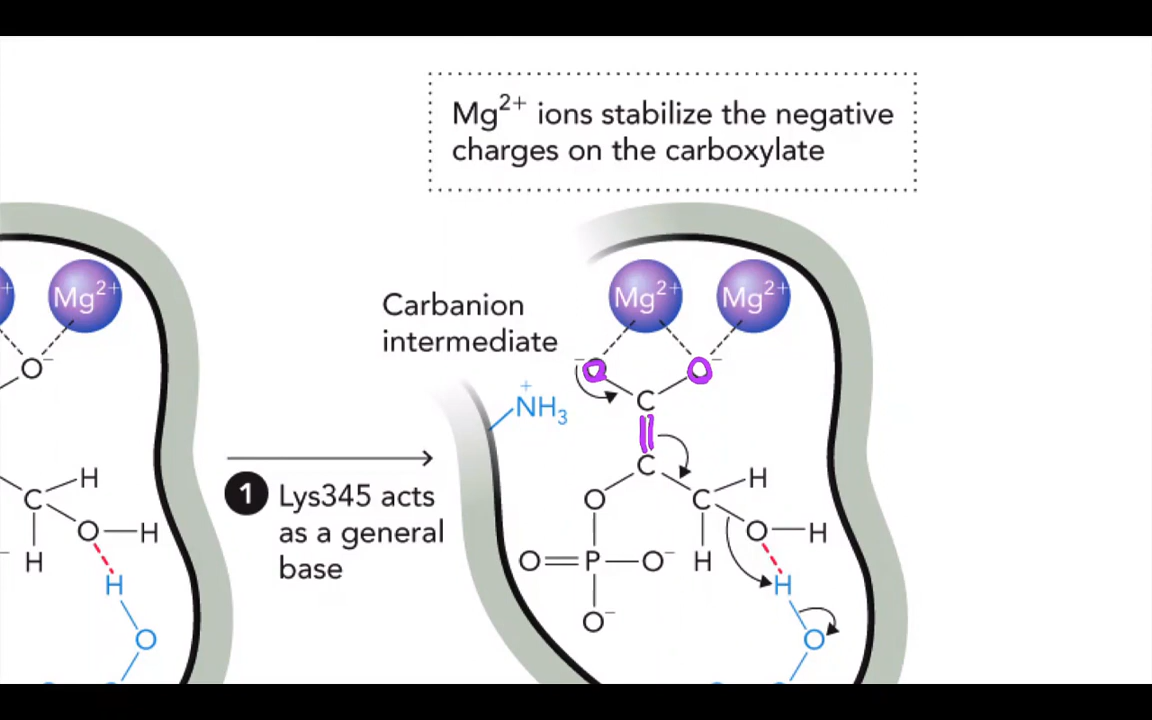 Mg²⁺ ions stabilize the negative
charges on the carboxylate
+
Mg²⁺
O⁻
C
H
O—H
H
H
O
−
Carbanion
intermediate
1
Lys345 acts
as a general
base
Mg²⁺
Mg²⁺
⁻O
O⁻
+
NH₃
C
C
H
O
C
O—H
O=P—O⁻
H
H
O⁻
O